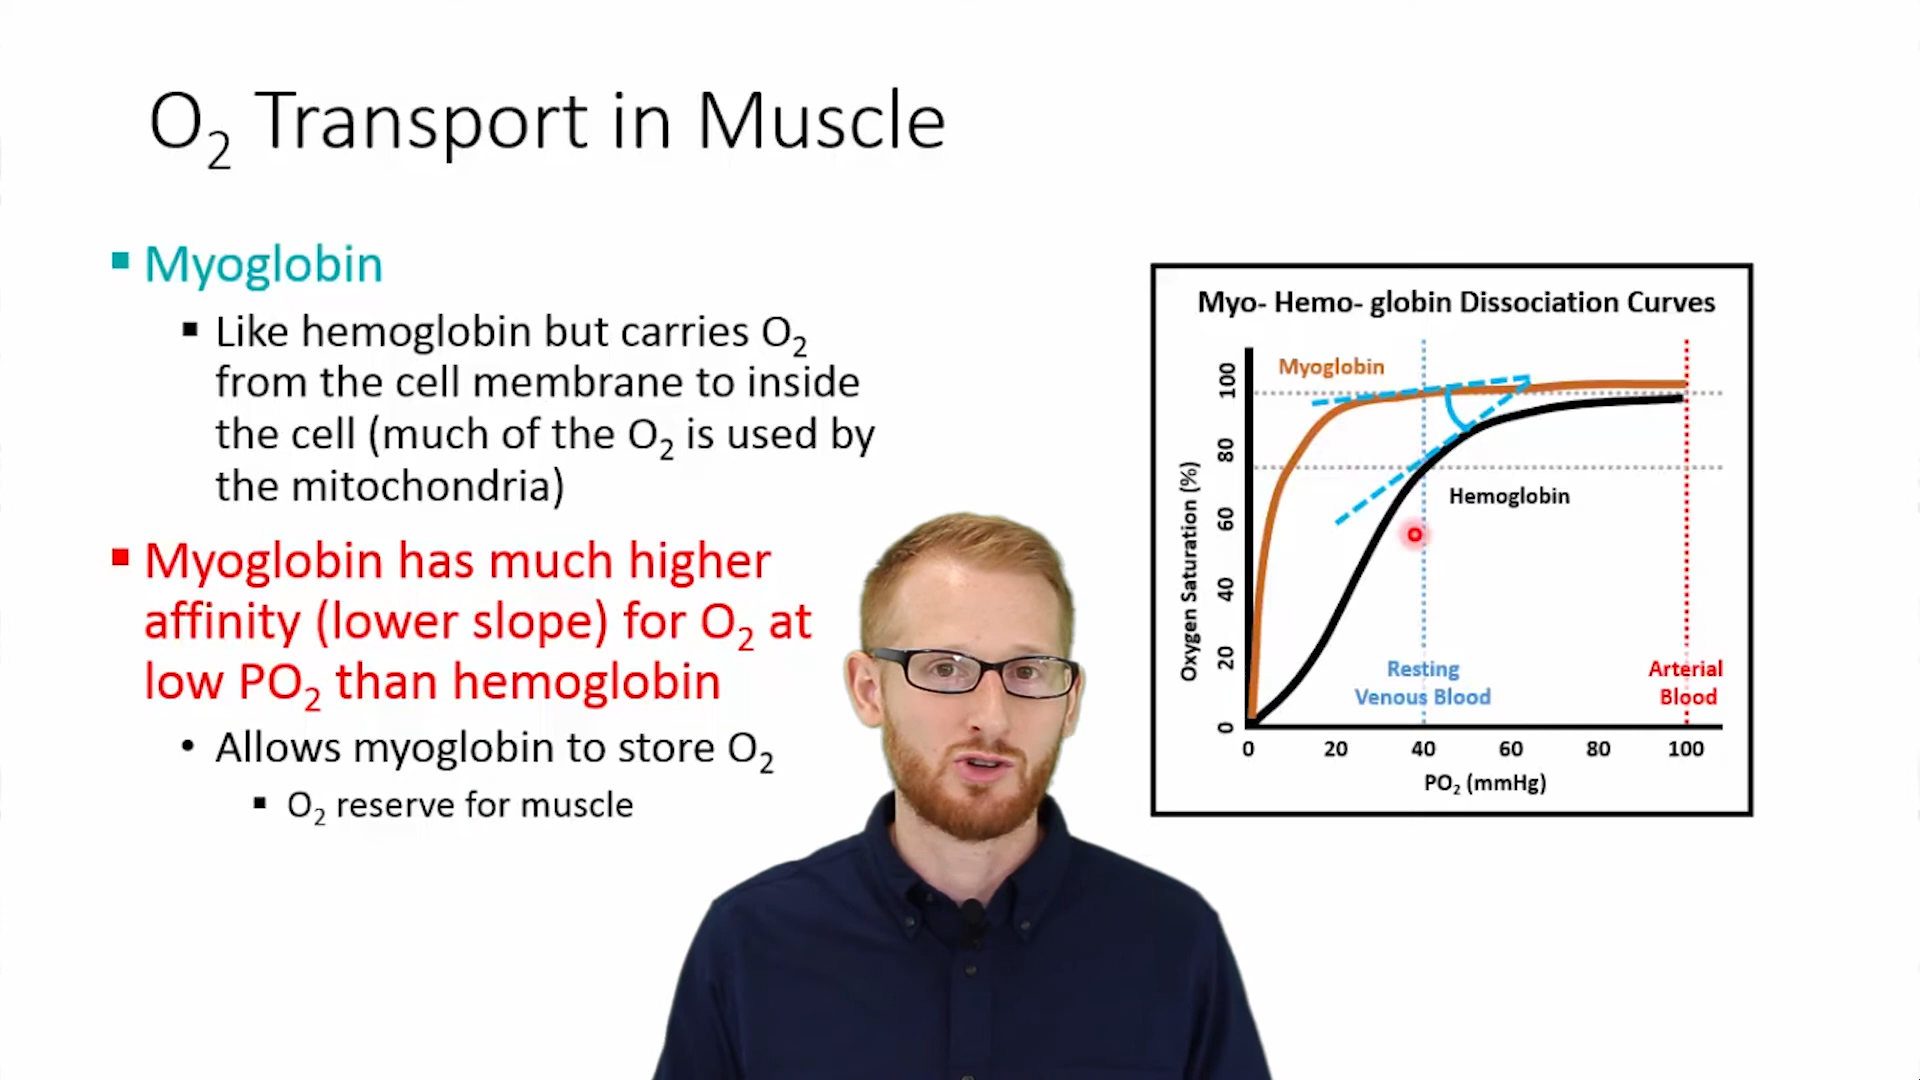 O₂ Transport in Muscle
Myoglobin
Like hemoglobin but carries O₂
from the cell membrane to inside
the cell (much of the O₂ is used by
the mitochondria)
Myoglobin has much higher
affinity (lower slope) for O₂ at
low PO₂ than hemoglobin
Allows myoglobin to store O₂
O₂ reserve for muscle
Myo- Hemo- globin Dissociation Curves
Myoglobin
Hemoglobin
Resting
Venous Blood
Arterial
Blood
Oxygen Saturation (%)
100
80
60
40
20
0
0 20 40 60 80 100
PO₂ (mmHg)